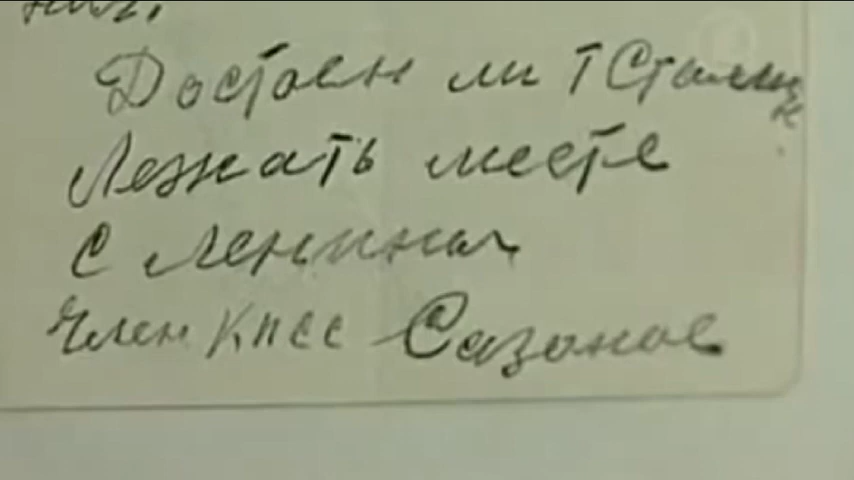 Достоен ли т Сталин
Лежать месте
с Лениным
Член КПСС Сазонов